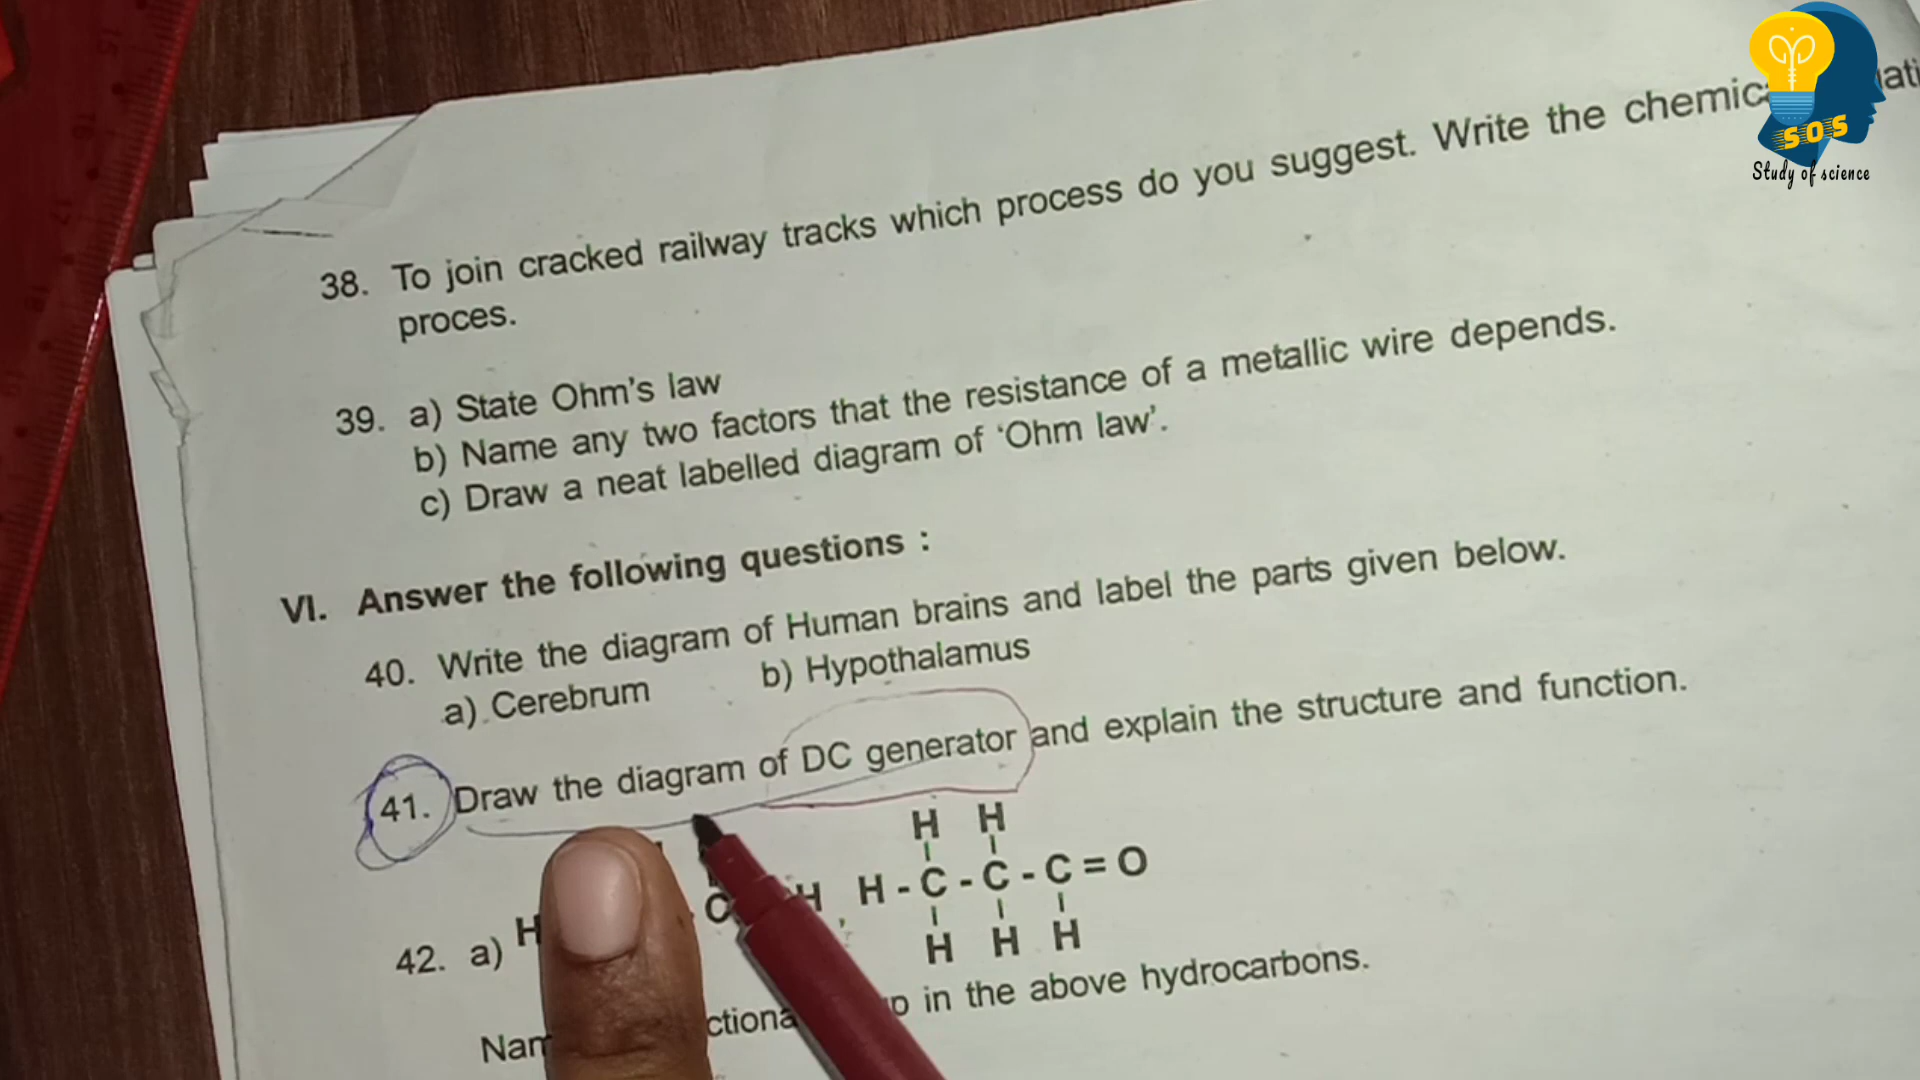 38. To join cracked railway tracks which process do you suggest. Write the
proces.
39. a) State Ohm's law
b) Name any two factors that the resistance of a metallic wire depends.
c) Draw a neat labelled diagram of 'Ohm law'.
VI. Answer the following questions :
40. Write the diagram of Human brains and label the parts given below.
a) Cerebrum b) Hypothalamus
41. Draw the diagram of DC generator and explain the structure and function.
H H
42. a) H C H , H - C - C - C = O
H H H
in the above hydrocarbons.
SOS
Study of science